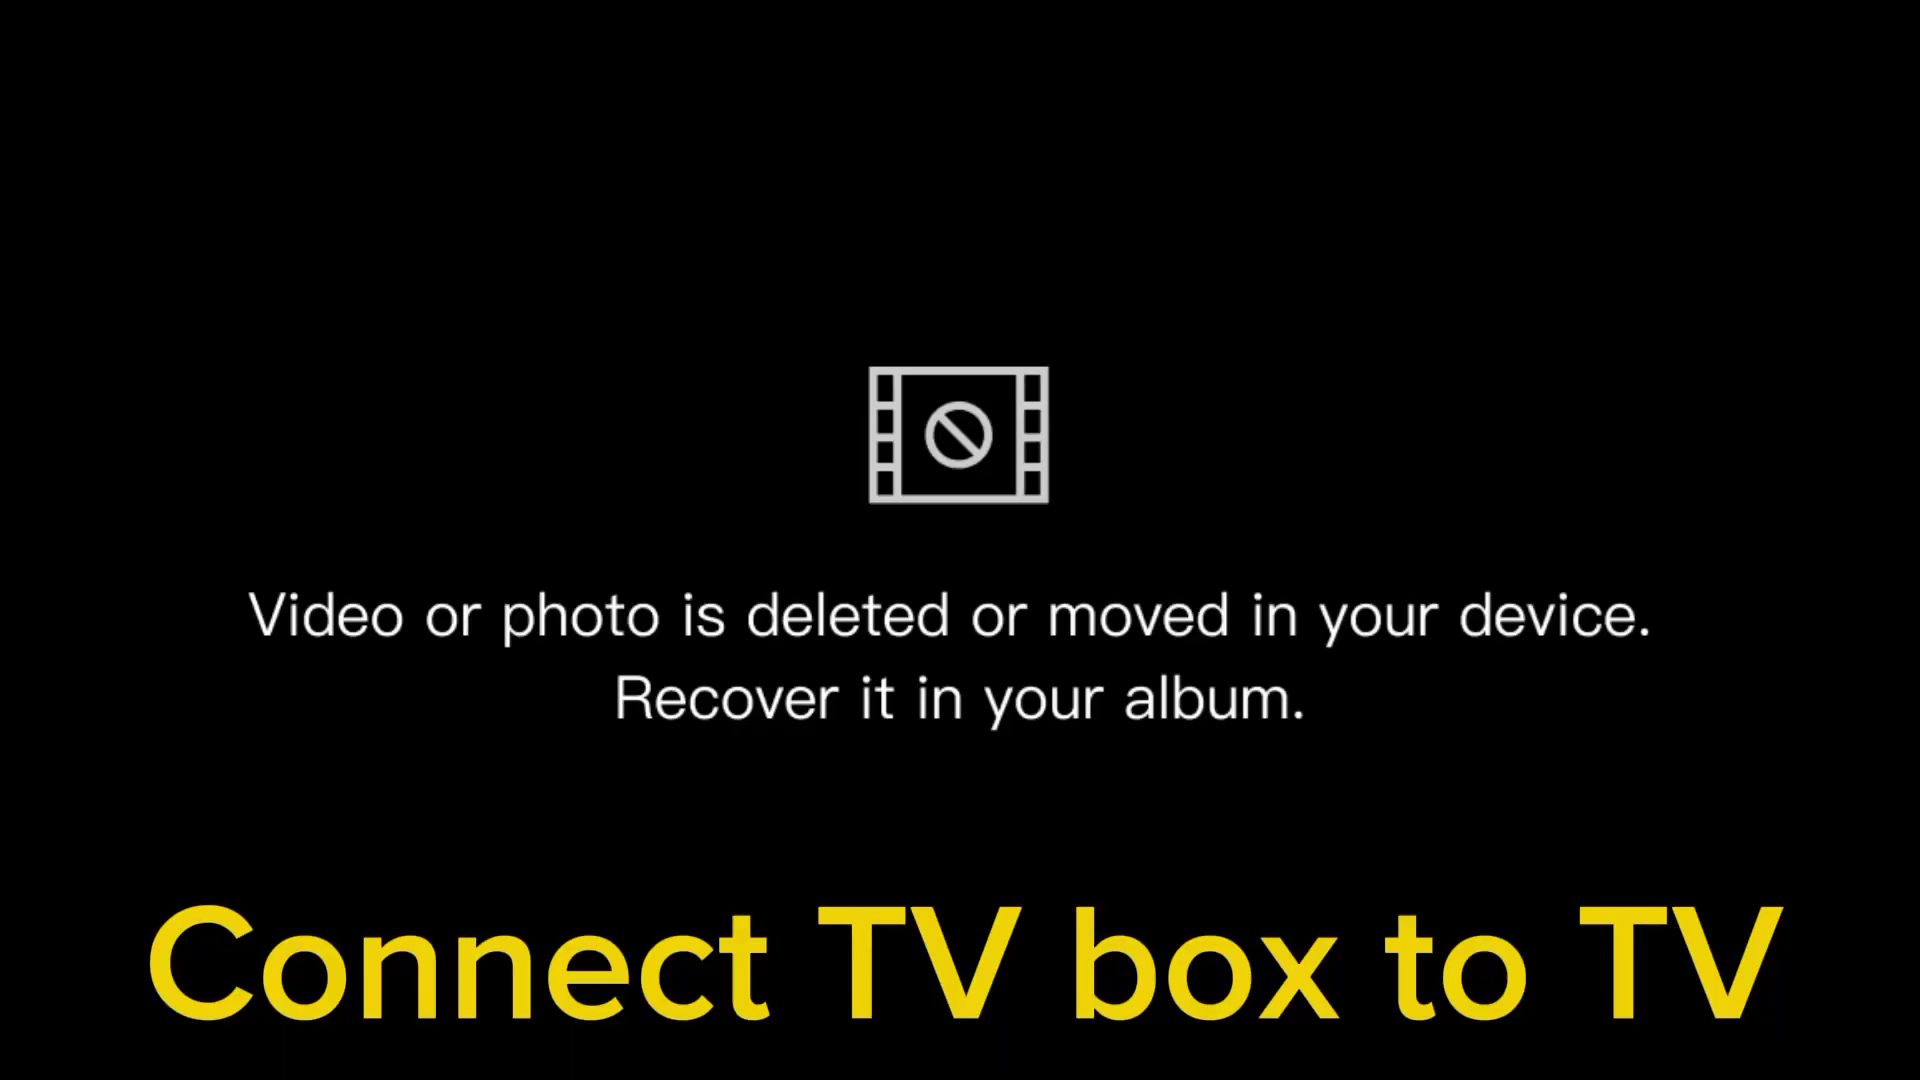 Video or photo is deleted or moved in your device.
Recover it in your album.
Connect TV box to TV